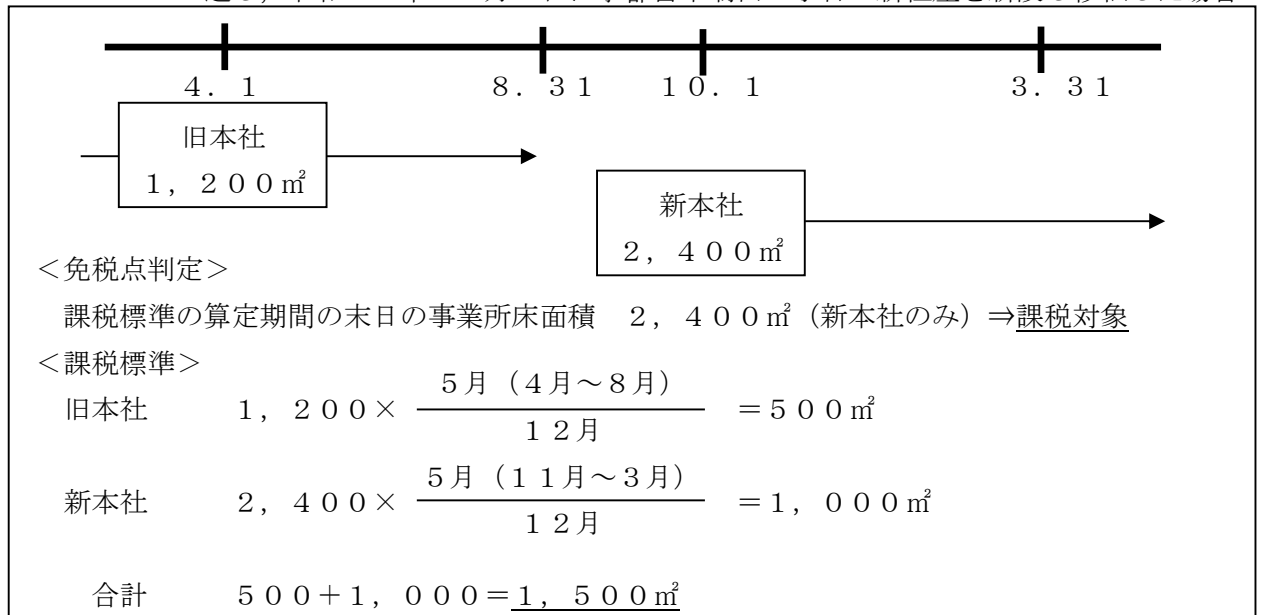 ４．１　８．３１　１０．１　３．３１
旧本社
１，２００㎡
新本社
２，４００㎡
＜免税点判定＞
課税標準の算定期間の末日の事業所床面積　２，４００㎡（新本社のみ）⇒課税対象
＜課税標準＞
旧本社　１，２００×　５月（４月～８月）／１２月　＝５００㎡
新本社　２，４００×　５月（１１月～３月）／１２月　＝１，０００㎡
合計　５００＋１，０００＝１，５００㎡